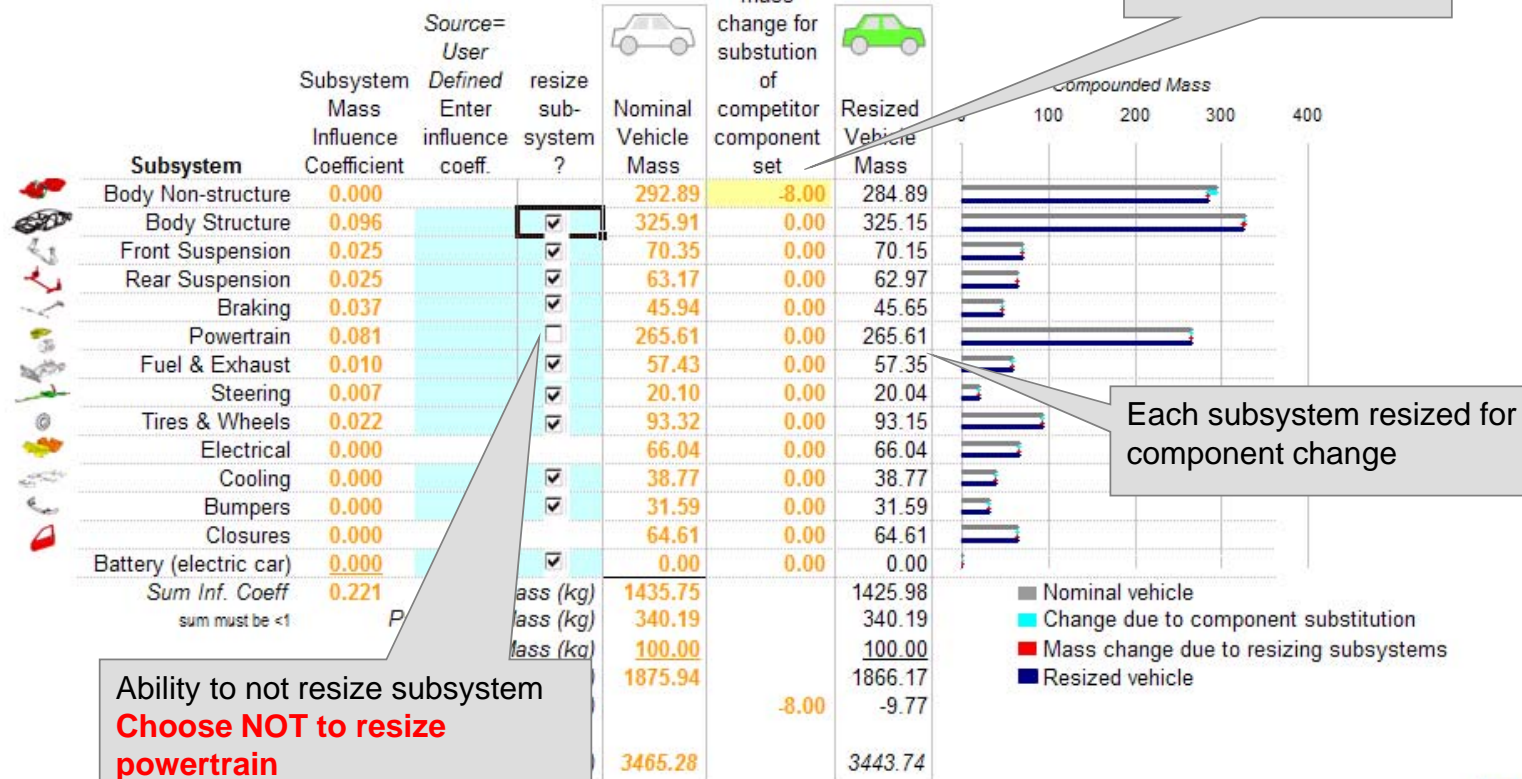 mass
change for
substution
of
competitor
component
set
Source=
User
Defined
Enter
influence
coeff.
Subsystem
Mass
Influence
Coefficient
resize
sub-
system
?
Nominal
Vehicle
Mass
Resized
Vehicle
Mass
Compounded Mass
100 200 300 400
Subsystem
Body Non-structure 0.000 292.89 -8.00 284.89
Body Structure 0.096 325.91 0.00 325.15
Front Suspension 0.025 70.35 0.00 70.15
Rear Suspension 0.025 63.17 0.00 62.97
Braking 0.037 45.94 0.00 45.65
Powertrain 0.081 265.61 0.00 265.61
Fuel & Exhaust 0.010 57.43 0.00 57.35
Steering 0.007 20.10 0.00 20.04
Tires & Wheels 0.022 93.32 0.00 93.15
Electrical 0.000 66.04 0.00 66.04
Cooling 0.000 38.77 0.00 38.77
Bumpers 0.000 31.59 0.00 31.59
Closures 0.000 64.61 0.00 64.61
Battery (electric car) 0.000 0.00 0.00 0.00
Sum Inf. Coeff 0.221 ass (kg) 1435.75 1425.98
sum must be <1 P ass (kg) 340.19 340.19
Mass (kg) 100.00 100.00
) 1875.94 1866.17
) -8.00 -9.77
) 3465.28 3443.74
Each subsystem resized for
component change
Nominal vehicle
Change due to component substitution
Mass change due to resizing subsystems
Resized vehicle
Ability to not resize subsystem
Choose NOT to resize
powertrain